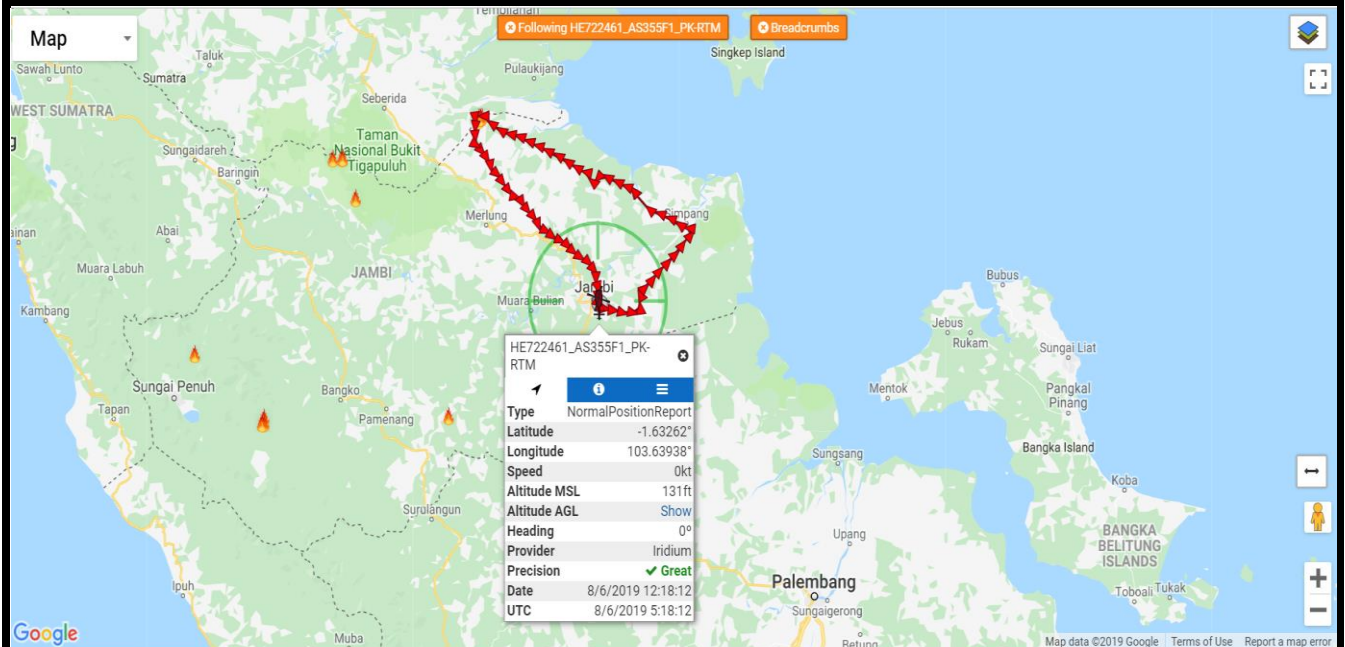 Tembilahan
Following HE722461_AS355F1_PK-RTM
Breadcrumbs
Map
Taluk
Singkep Island
Sawah Lunto
Sumatra
Pulaukijang
WEST SUMATRA
Seberida
Taman
Nasional Bukit
Tigapuluh
Sungaidareh
Baringin
Merlung
Simpang
Abai
Muara Labuh
JAMBI
Jambi
Bubus
Kambang
Muara Bulian
Jebus
Rukam
Sungai Liat
HE722461_AS355F1_PK-
RTM
Sungai Penuh
Bangko
Mentok
Pangkal
Pinang
Tapan
Pamenang
Type NormalPositionReport
Latitude -1.63262°
Longitude 103.63938°
Speed 0kt
Altitude MSL 131ft
Altitude AGL Show
Heading 0°
Provider Iridium
Precision Great
Date 8/6/2019 12:18:12
UTC 8/6/2019 5:18:12
Sungsang
Bangka Island
Koba
Surulangun
Upang
BANGKA
BELITUNG
ISLANDS
Ipuh
Palembang
Toboali
Tukak
Sungaigerong
Google
Muba
Betung
Map data ©2019 Google
Terms of Use
Report a map error